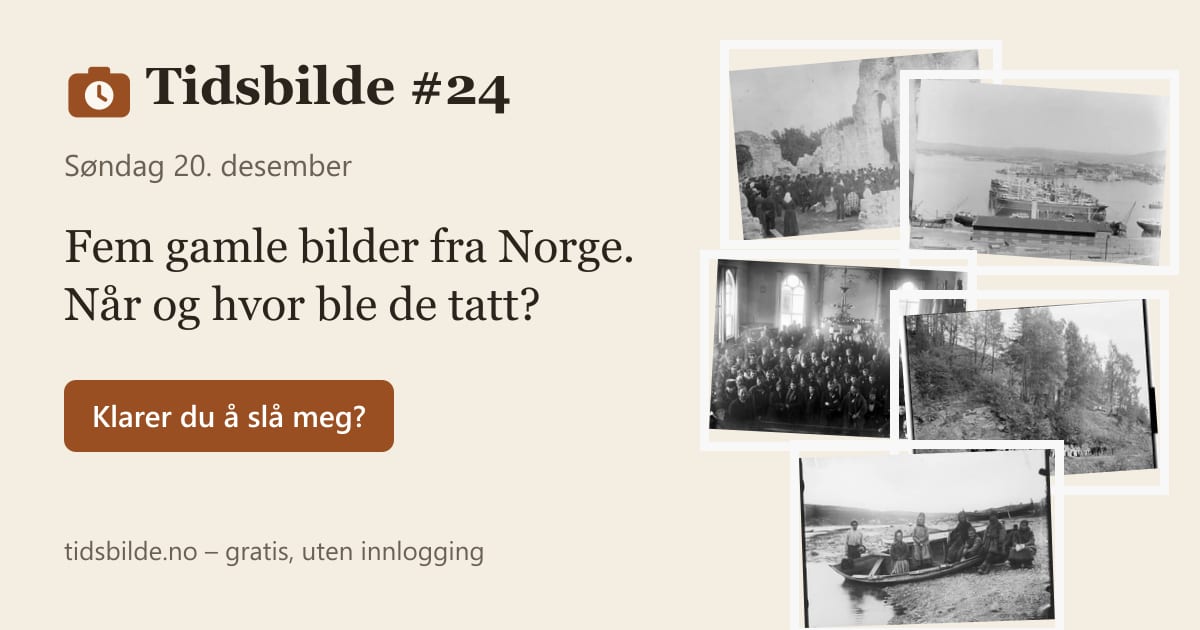 Tidsbilde #24
Søndag 20. desember
Fem gamle bilder fra Norge.
Når og hvor ble de tatt?
Klarer du å slå meg?
tidsbilde.no – gratis, uten innlogging